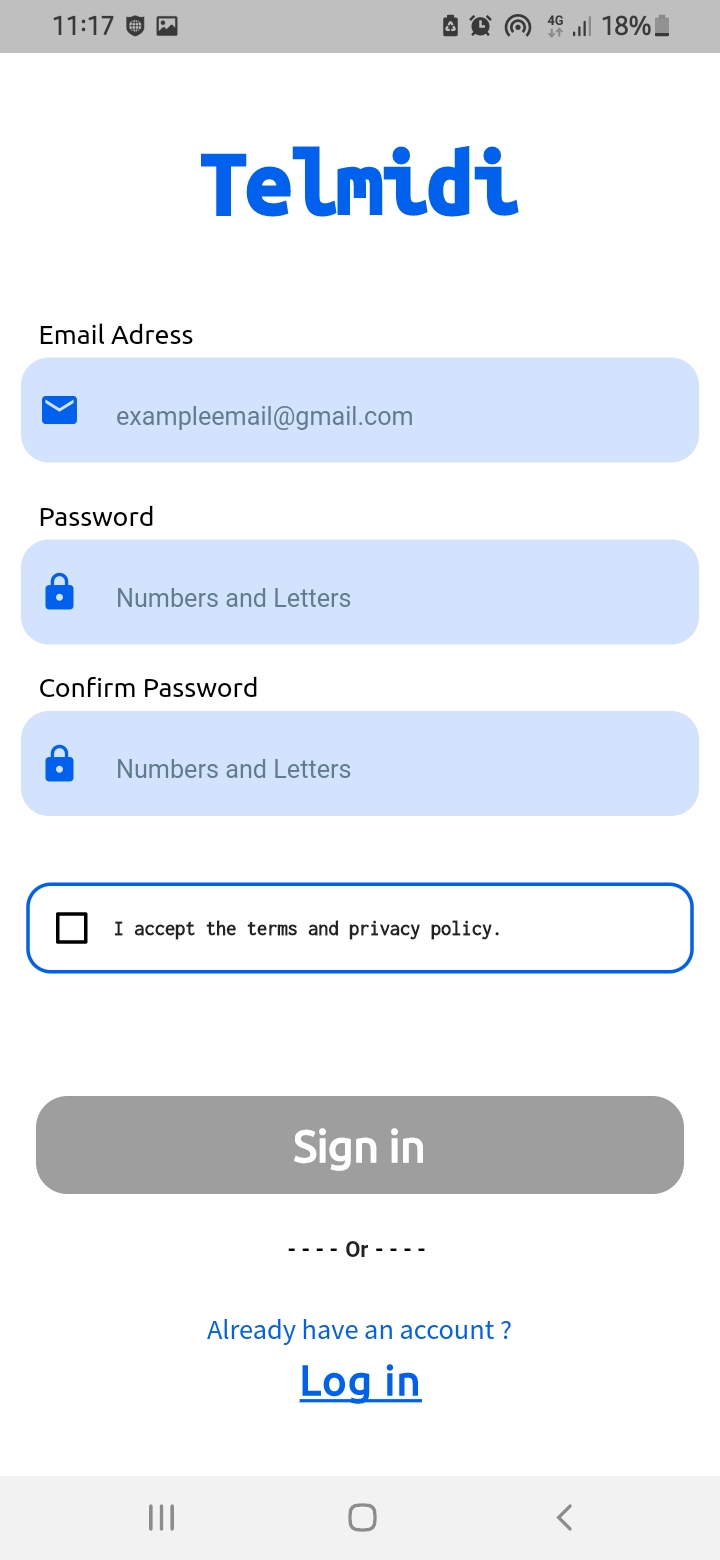 11:17 4G 18%
Telmidi
Email Adress
exampleemail@gmail.com
Password
Numbers and Letters
Confirm Password
Numbers and Letters
I accept the terms and privacy policy.
Sign in
- - - - Or - - - -
Already have an account ?
Log in